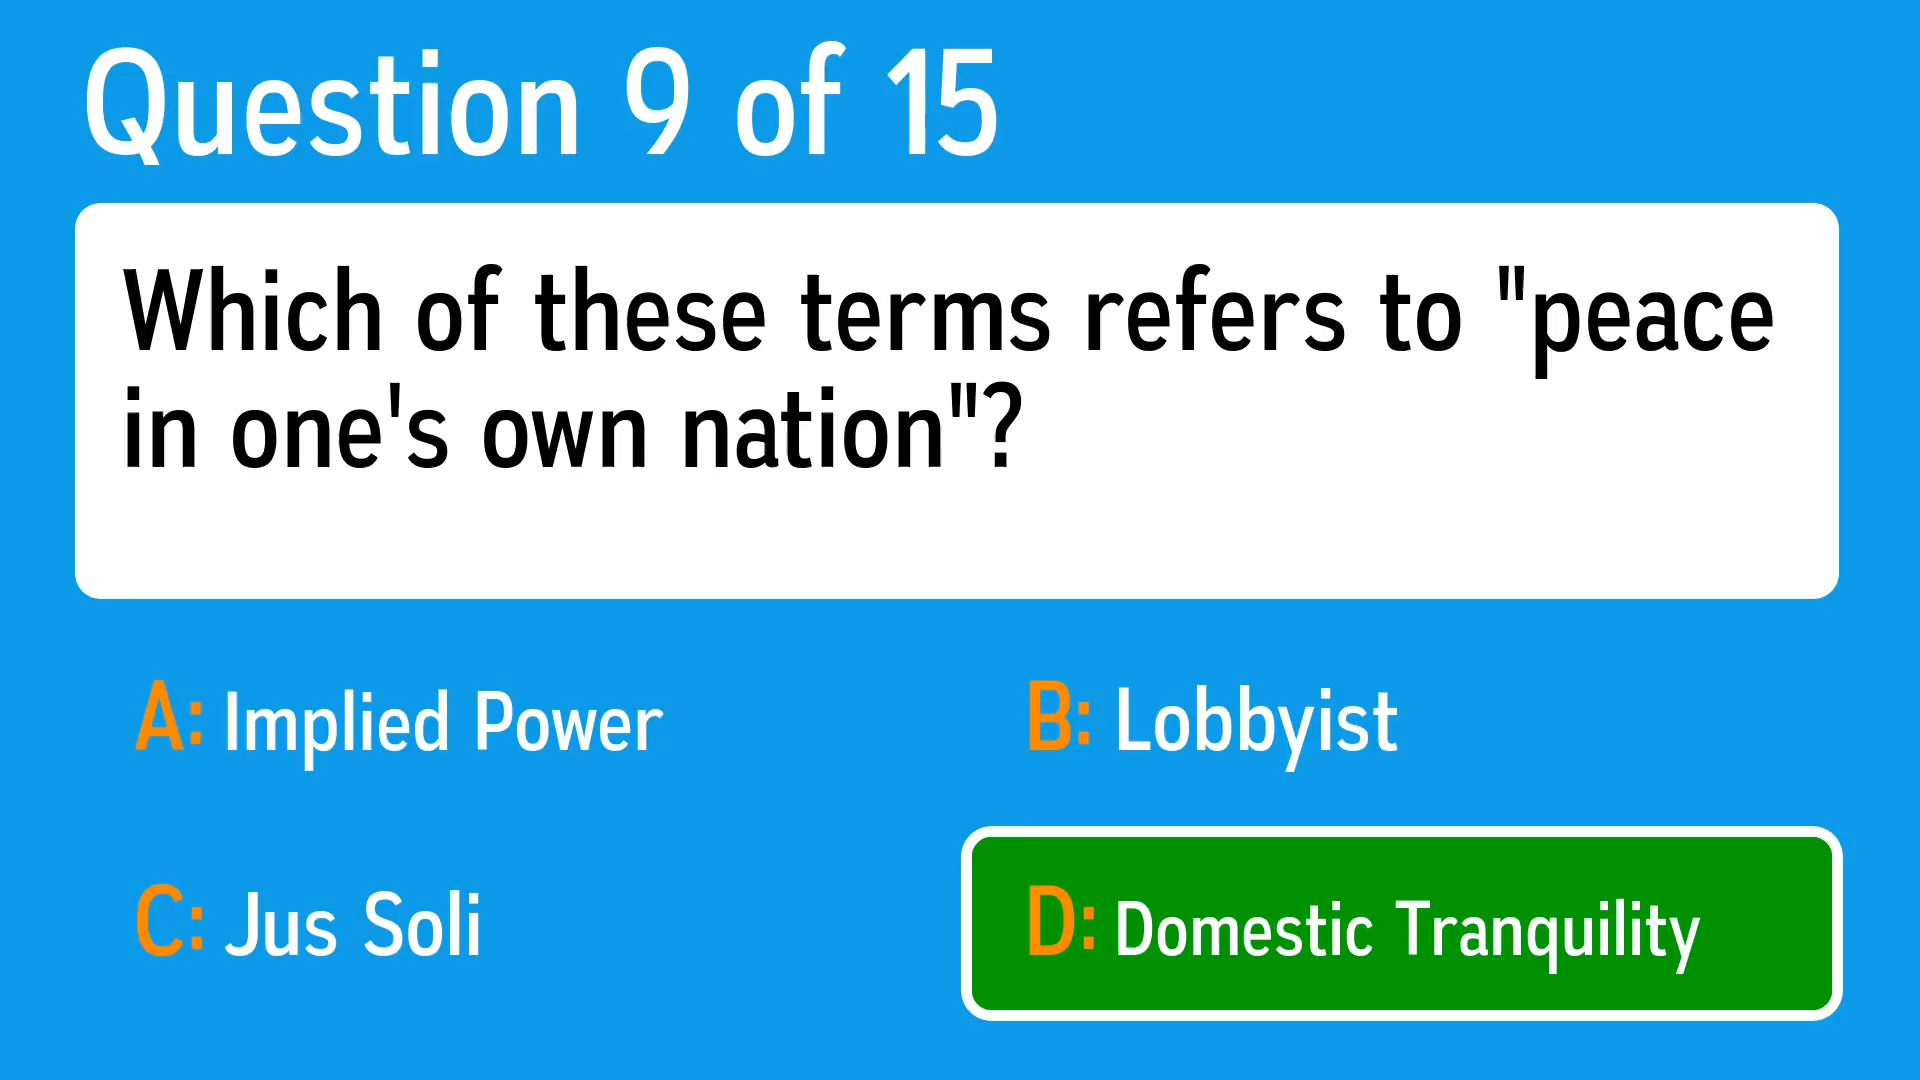 Question 9 of 15
Which of these terms refers to "peace
in one's own nation"?
A: Implied Power
B: Lobbyist
C: Jus Soli
D: Domestic Tranquility